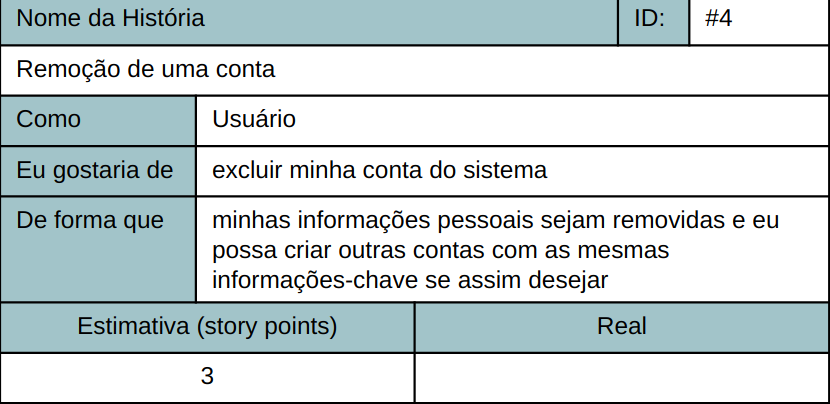 Nome da História ID: #4
Remoção de uma conta
Como Usuário
Eu gostaria de excluir minha conta do sistema
De forma que minhas informações pessoais sejam removidas e eu
possa criar outras contas com as mesmas
informações-chave se assim desejar
Estimativa (story points) Real
3